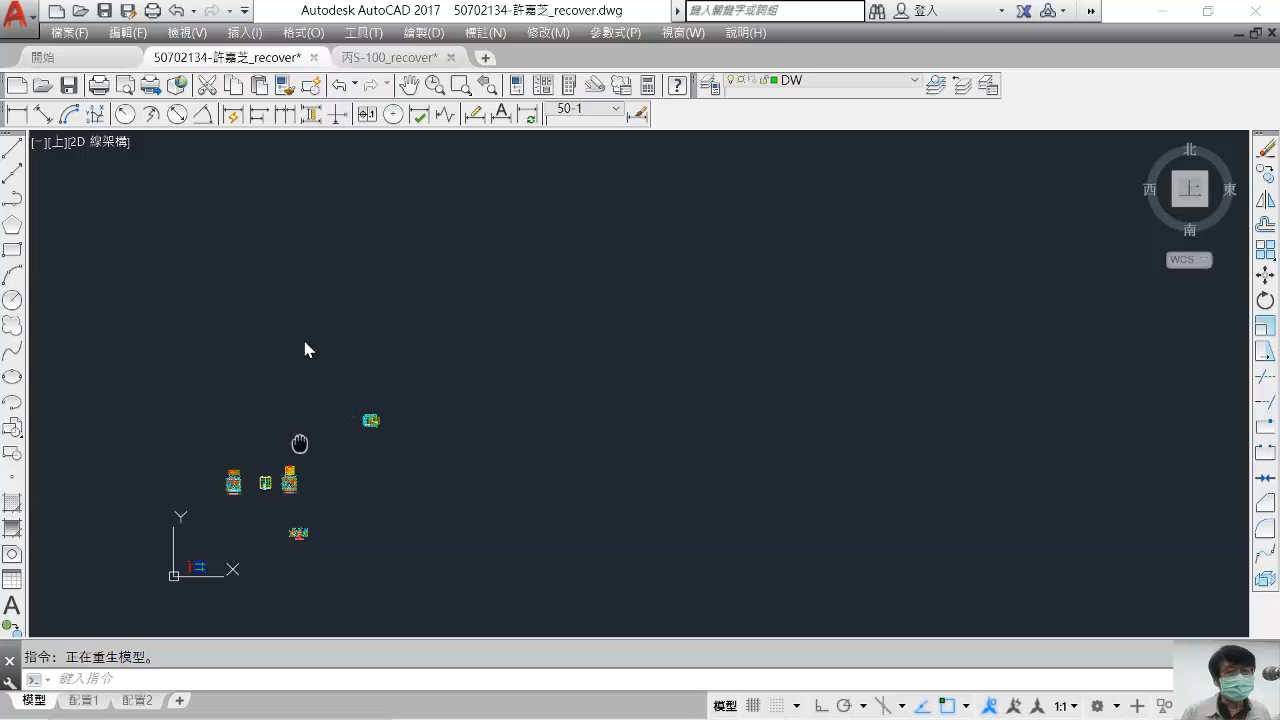 Autodesk AutoCAD 2017 50702134-許嘉芝_recover.dwg
鍵入關鍵字或詞組
登入
檔案(F) 編輯(E) 檢視(V) 插入(I) 格式(O) 工具(T) 繪製(D) 標註(N) 修改(M) 參數式(P) 視窗(W) 說明(H)
開始 50702134-許嘉芝_recover* 丙S-100_recover*
DW
50-1
[−][上][2D 線架構]
北
西 上 東
南
WCS
Y
X
指令: 正在重生模型。
鍵入指令
模型 配置1 配置2
模型 1:1